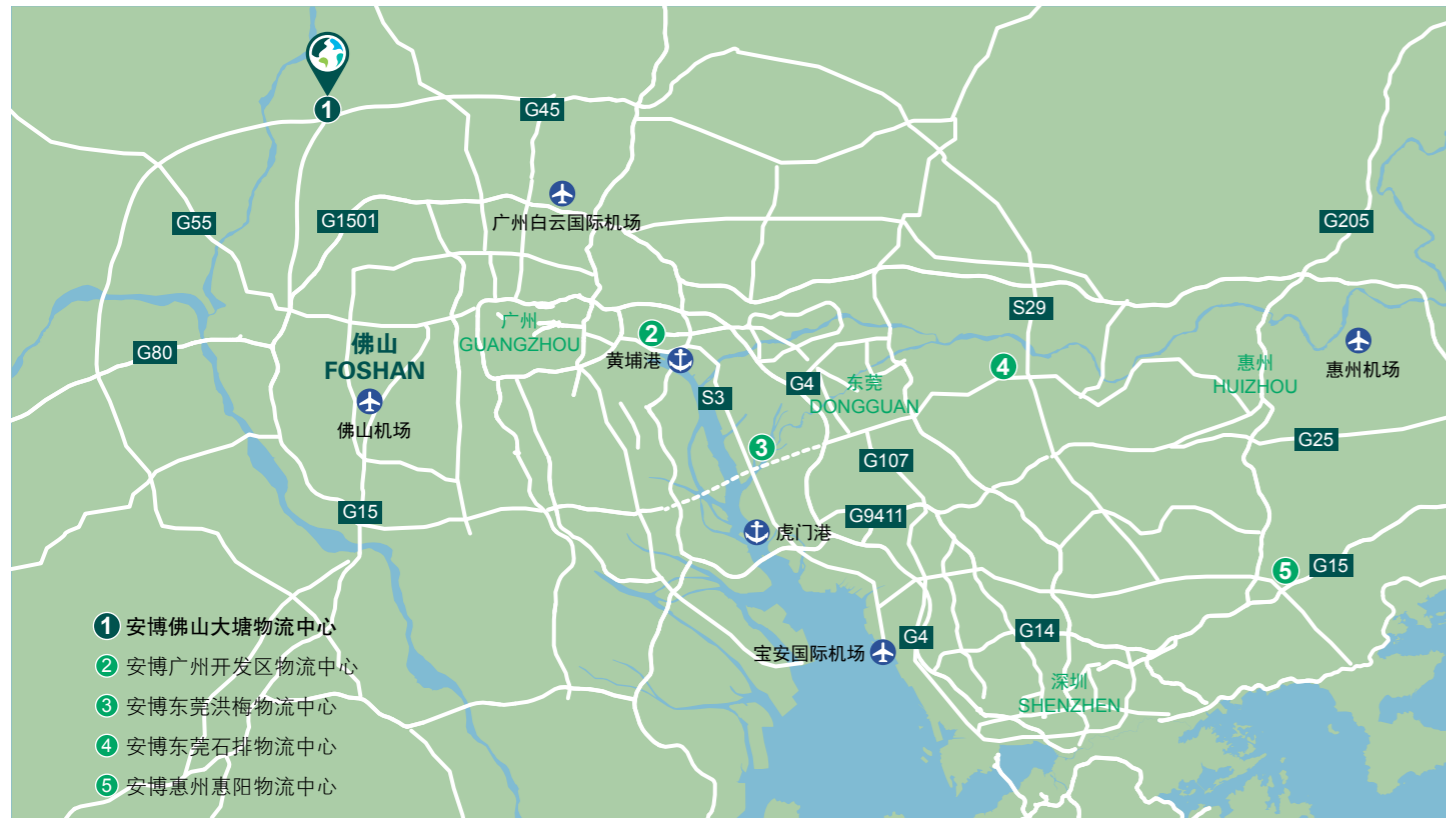 1
G45
G55
G1501
广州白云国际机场
G205
S29
广州
GUANGZHOU
2
黄埔港
佛山
FOSHAN
G80
佛山机场
S3
G4
东莞
DONGGUAN
4
惠州
HUIZHOU
惠州机场
G25
3
G107
G15
G9411
虎门港
5
G15
宝安国际机场
G4
G14
深圳
SHENZHEN
1 安博佛山大塘物流中心
2 安博广州开发区物流中心
3 安博东莞洪梅物流中心
4 安博东莞石排物流中心
5 安博惠州惠阳物流中心